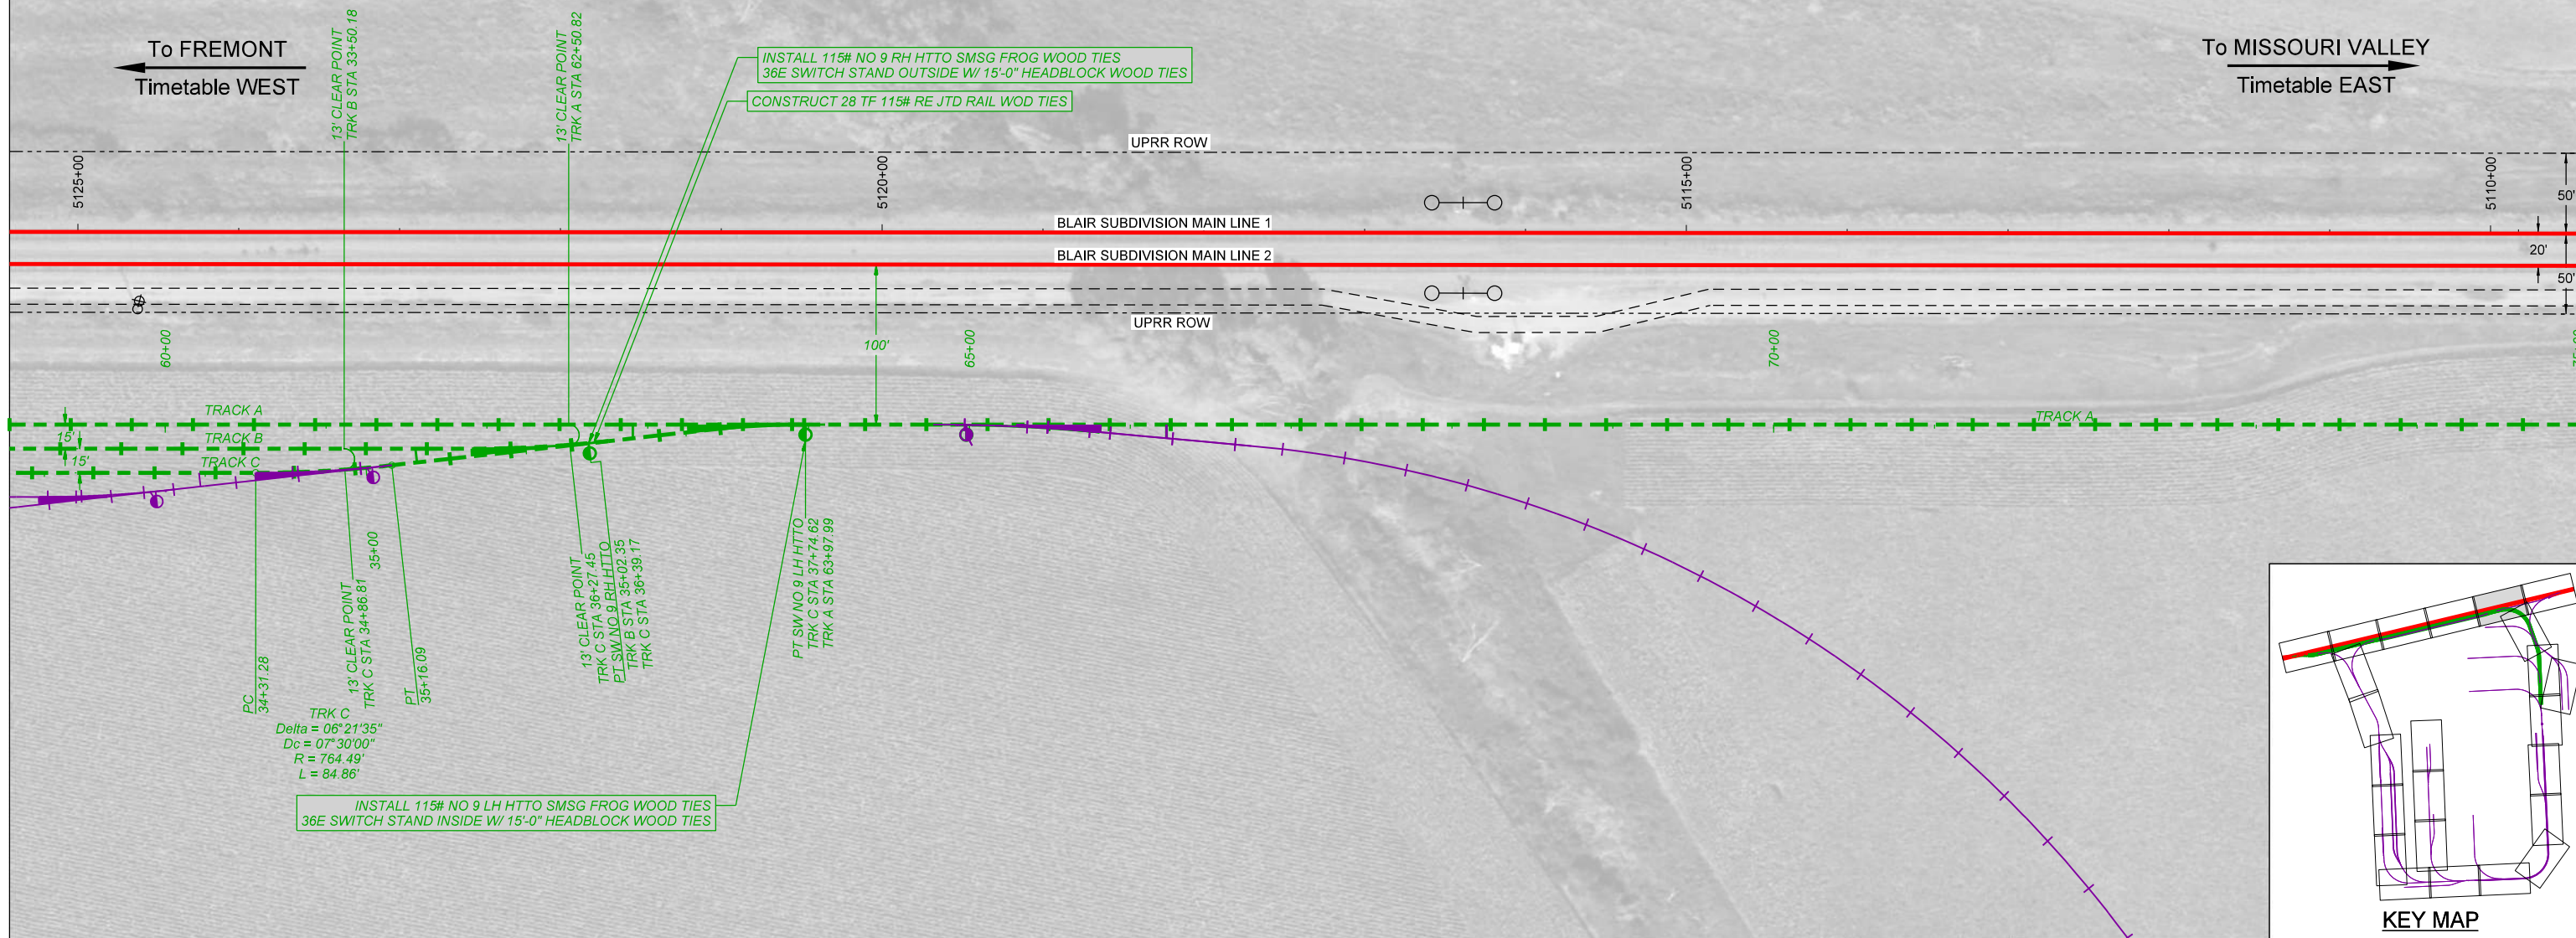 To FREMONT
Timetable WEST
13' CLEAR POINT
TRK B STA 33+50.18
13' CLEAR POINT
TRK A STA 62+50.82
INSTALL 115# NO 9 RH HTTO SMSG FROG WOOD TIES
36E SWITCH STAND OUTSIDE W/ 15'-0" HEADBLOCK WOOD TIES
CONSTRUCT 28 TF 115# RE JTD RAIL WOD TIES
To MISSOURI VALLEY
Timetable EAST
UPRR ROW
5125+00
5120+00
5115+00
5110+00
50'
BLAIR SUBDIVISION MAIN LINE 1
20'
BLAIR SUBDIVISION MAIN LINE 2
50'
UPRR ROW
60+00
100'
65+00
70+00
TRACK A
TRACK A
15'
TRACK B
15'
TRACK C
PC
34+31.28
13' CLEAR POINT
TRK C STA 34+86.81
35+00
PT
35+16.09
13' CLEAR POINT
TRK C STA 36+27.45
PT SW NO 9 RH HTTO
TRK B STA 35+02.35
TRK C STA 36+39.17
PT SW NO 9 LH HTTO
TRK C STA 37+74.62
TRK A STA 63+97.99
TRK C
Delta = 06°21'35"
Dc = 07°30'00"
R = 764.49'
L = 84.86'
INSTALL 115# NO 9 LH HTTO SMSG FROG WOOD TIES
36E SWITCH STAND INSIDE W/ 15'-0" HEADBLOCK WOOD TIES
KEY MAP